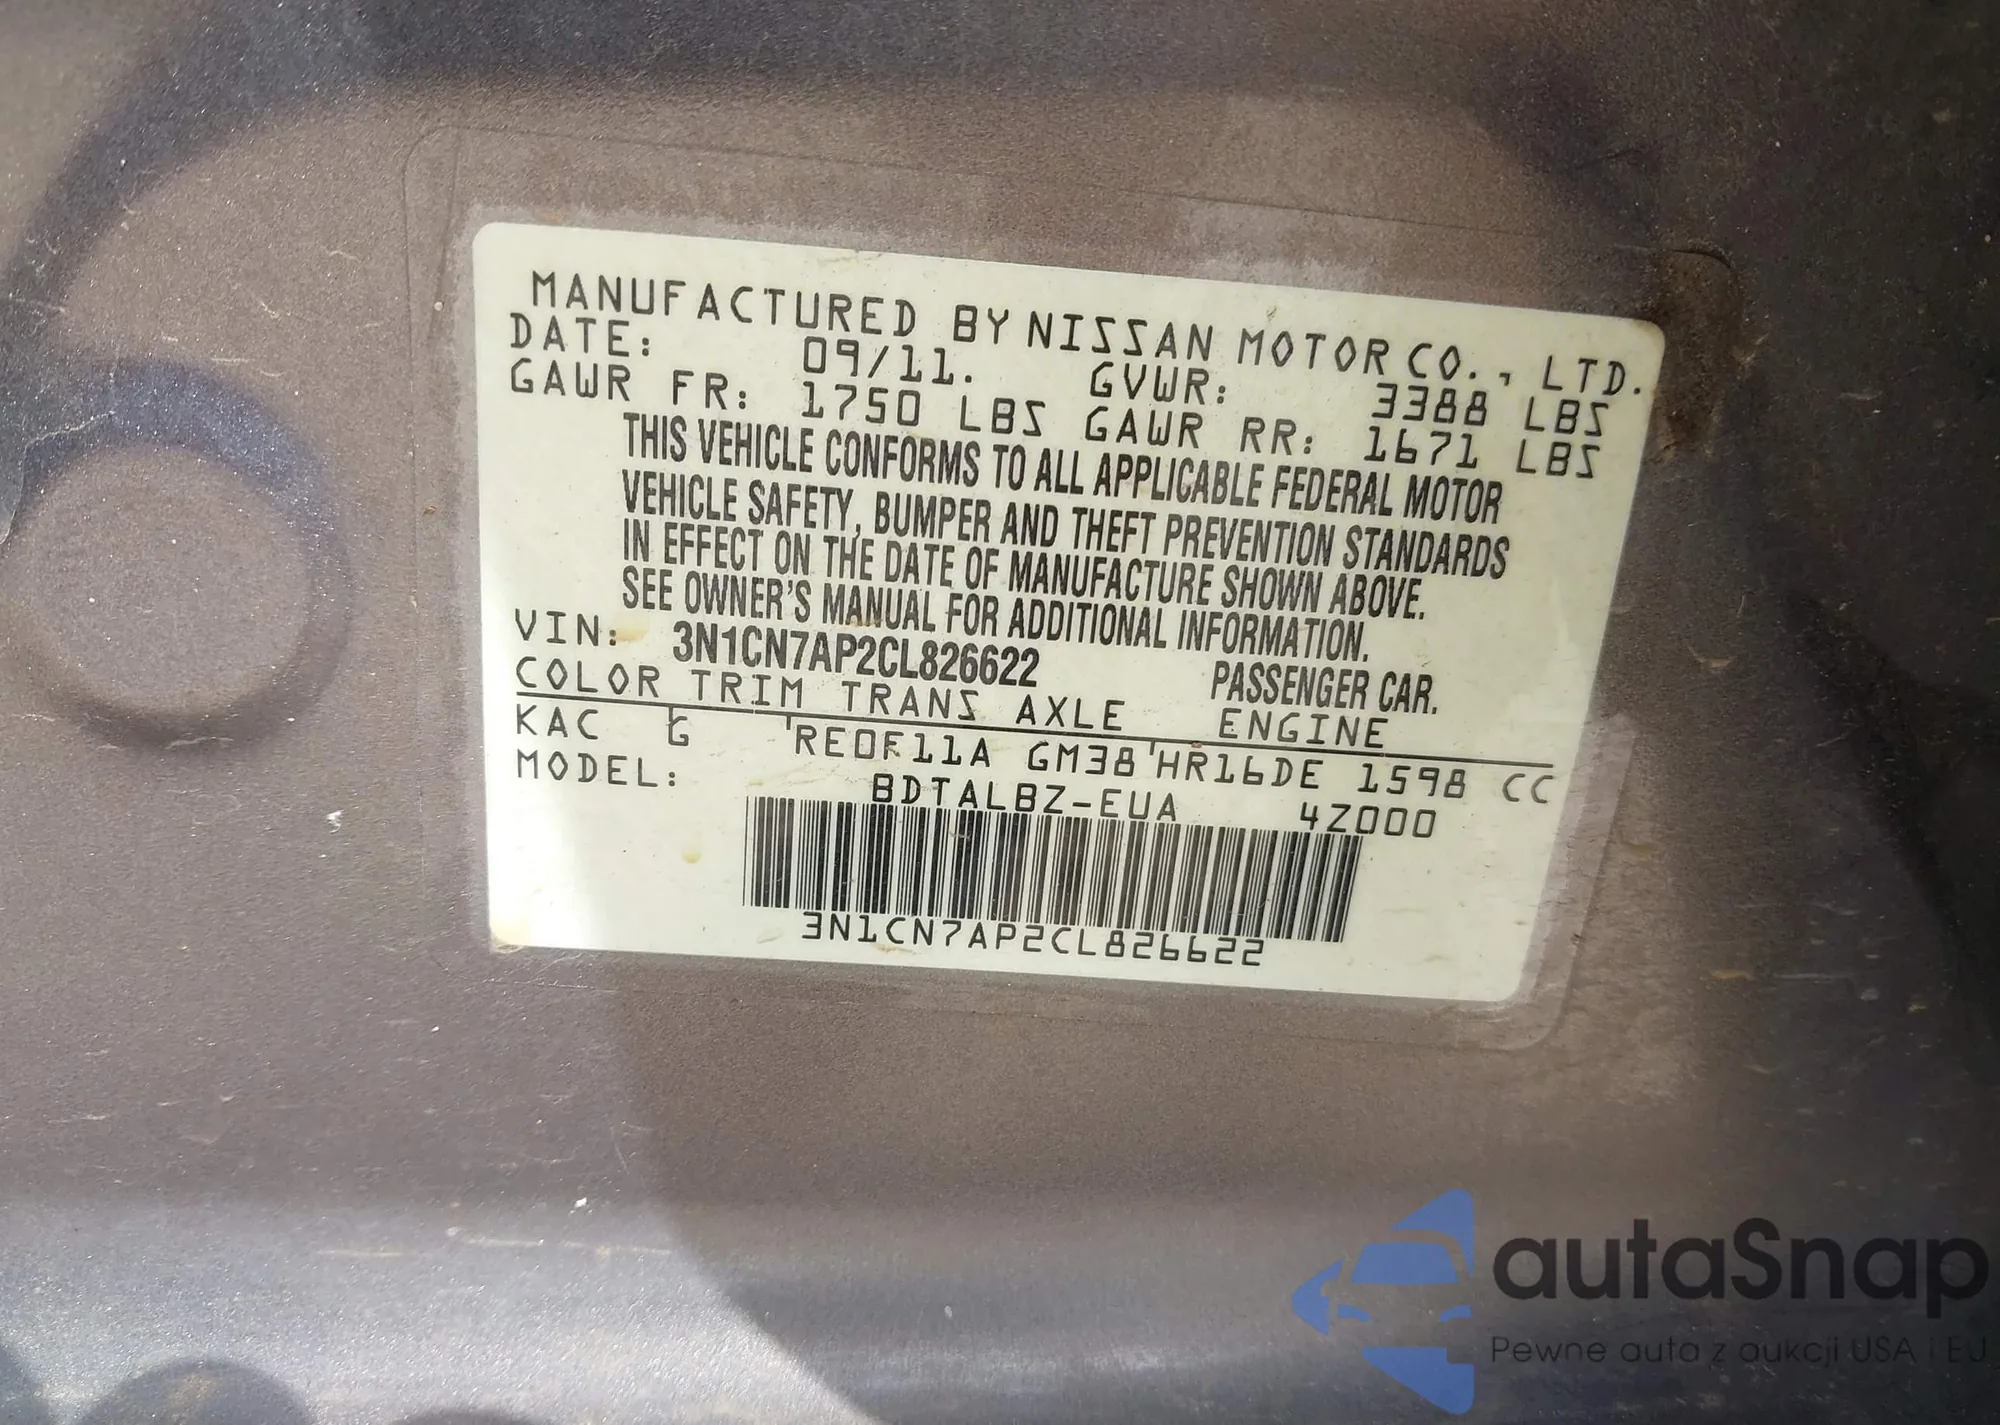 MANUFACTURED BY NISSAN MOTOR CO., LTD.
DATE: 09/11. GVWR: 3388 LBS
GAWR FR: 1750 LBS GAWR RR: 1671 LBS
THIS VEHICLE CONFORMS TO ALL APPLICABLE FEDERAL MOTOR
VEHICLE SAFETY, BUMPER AND THEFT PREVENTION STANDARDS
IN EFFECT ON THE DATE OF MANUFACTURE SHOWN ABOVE.
SEE OWNER'S MANUAL FOR ADDITIONAL INFORMATION.
VIN: 3N1CN7AP2CL826622 PASSENGER CAR.
COLOR TRIM TRANS AXLE ENGINE
KAC G RE0F11A GM38 HR16DE 1598 CC
MODEL: BDTALBZ-EUA 4Z000
3N1CN7AP2CL826622
autaSnap
Pewne auta z aukcji USA i EU